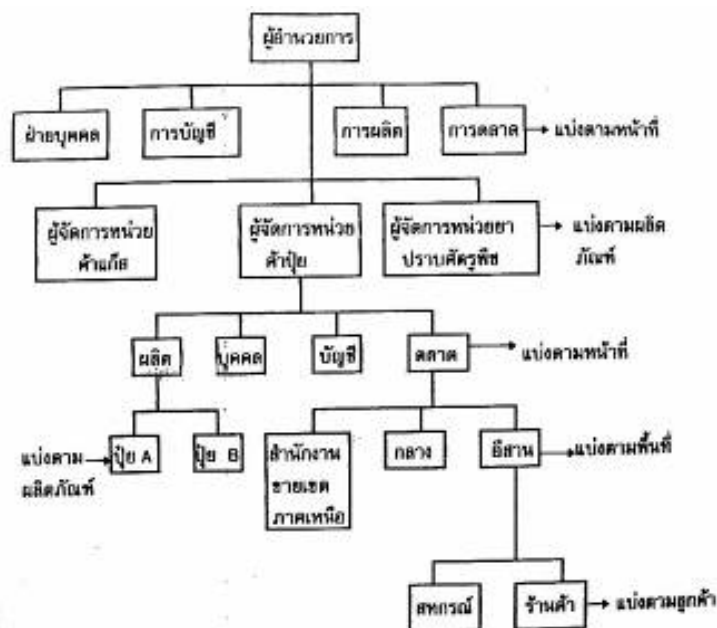 ผู้อำนวยการ
ฝ่ายบุคคล
การบัญชี
การผลิต
การตลาด
แบ่งตามหน้าที่
ผู้จัดการหน่วย
ค้าแก๊ส
ผู้จัดการหน่วย
ค้าปุ๋ย
ผู้จัดการหน่วยยา
ปราบศัตรูพืช
แบ่งตามผลิต
ภัณฑ์
ผลิต
บุคคล
บัญชี
ตลาด
แบ่งตามหน้าที่
แบ่งตาม
ผลิตภัณฑ์
ปุ๋ย A
ปุ๋ย B
สำนักงาน
ขายเขต
ภาคเหนือ
กลาง
อีสาน
แบ่งตามพื้นที่
สหกรณ์
ร้านค้า
แบ่งตามลูกค้า